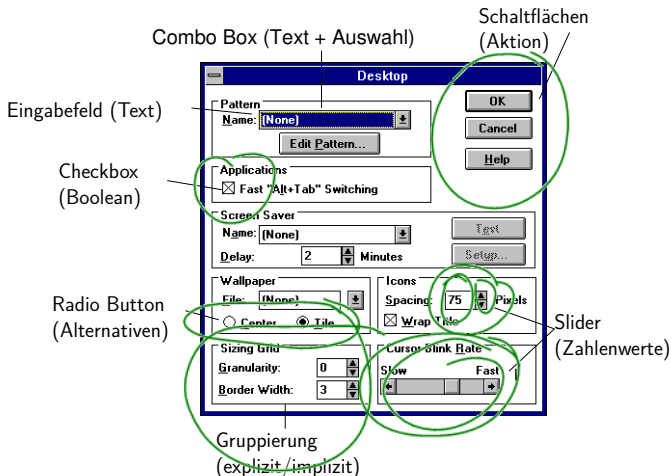 Schaltflächen
(Aktion)
Combo Box (Text + Auswahl)
Desktop
Eingabefeld (Text)
Pattern
Name: (None)
Edit Pattern...
OK
Cancel
Help
Checkbox
(Boolean)
Applications
Fast "Alt+Tab" Switching
Screen Saver
Name: (None)
Delay: 2 Minutes
Test
Setup...
Radio Button
(Alternativen)
Wallpaper
File: (None)
Center Tile
Icons
Spacing: 75 Pixels
Wrap Title
Slider
(Zahlenwerte)
Sizing Grid
Granularity: 0
Border Width: 3
Cursor Blink Rate
Slow Fast
Gruppierung
(explizit/implizit)